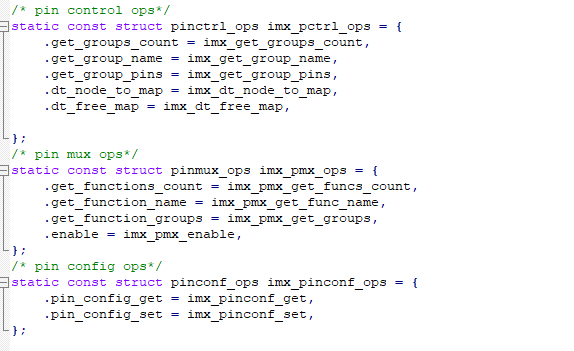 /* pin control ops*/
static const struct pinctrl_ops imx_pctrl_ops = {
    .get_groups_count = imx_get_groups_count,
    .get_group_name = imx_get_group_name,
    .get_group_pins = imx_get_group_pins,
    .dt_node_to_map = imx_dt_node_to_map,
    .dt_free_map = imx_dt_free_map,

};
/* pin mux ops*/
static const struct pinmux_ops imx_pmx_ops = {
    .get_functions_count = imx_pmx_get_funcs_count,
    .get_function_name = imx_pmx_get_func_name,
    .get_function_groups = imx_pmx_get_groups,
    .enable = imx_pmx_enable,
};
/* pin config ops*/
static const struct pinconf_ops imx_pinconf_ops = {
    .pin_config_get = imx_pinconf_get,
    .pin_config_set = imx_pinconf_set,
};